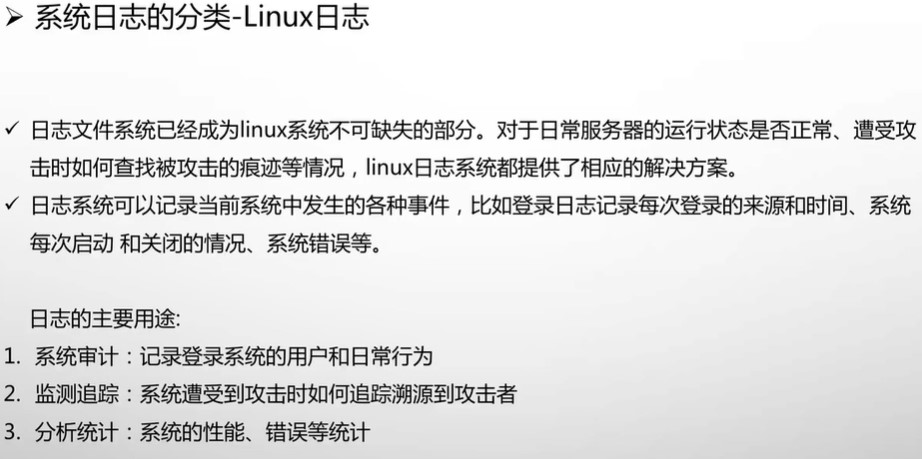 ➢ 系统日志的分类-Linux日志
✓ 日志文件系统已经成为linux系统不可缺失的部分。对于日常服务器的运行状态是否正常、遭受攻
击时如何查找被攻击的痕迹等情况，linux日志系统都提供了相应的解决方案。
✓ 日志系统可以记录当前系统中发生的各种事件，比如登录日志记录每次登录的来源和时间、系统
每次启动 和关闭的情况、系统错误等。
日志的主要用途:
1. 系统审计：记录登录系统的用户和日常行为
2. 监测追踪：系统遭受到攻击时如何追踪溯源到攻击者
3. 分析统计：系统的性能、错误等统计